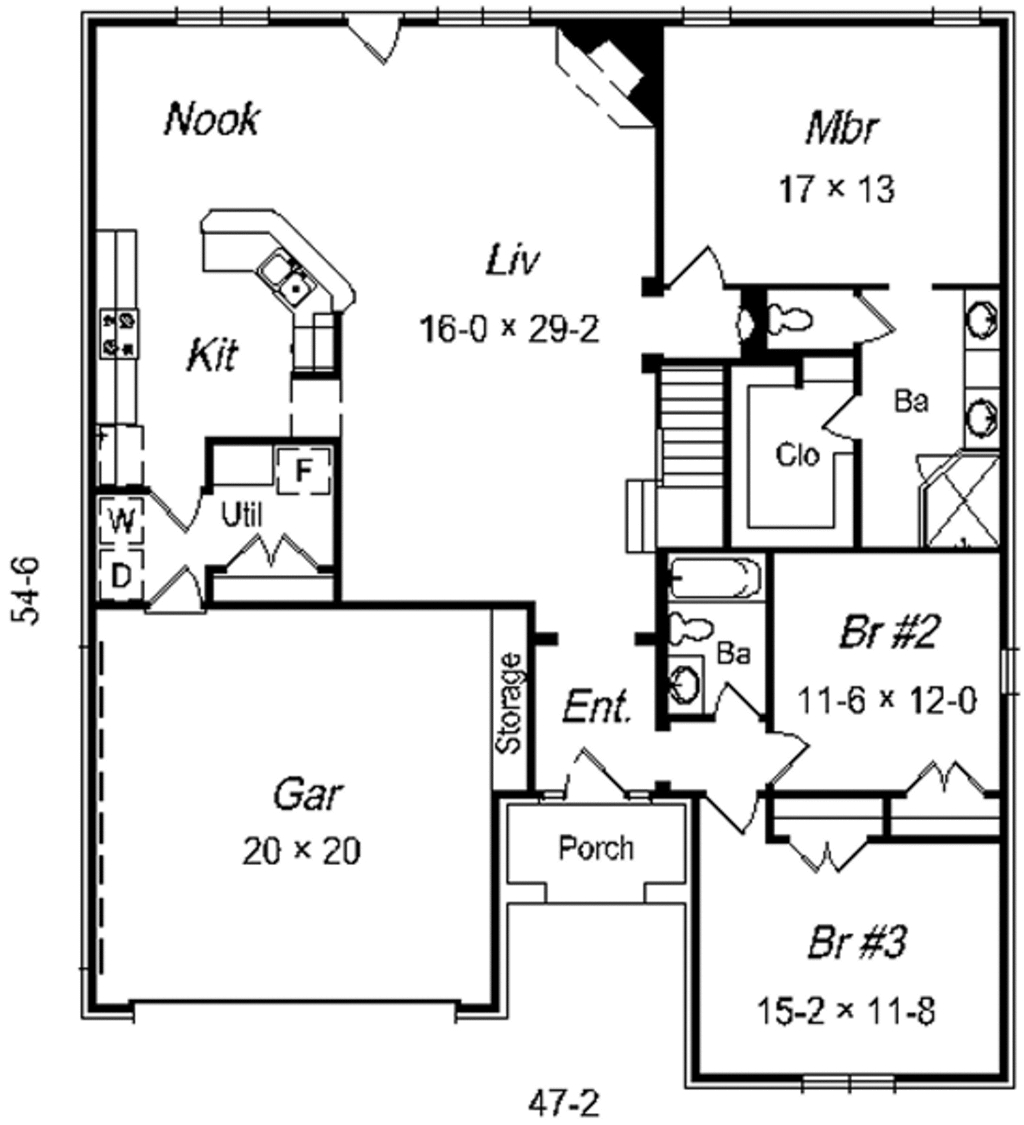 Nook
Mbr
17 × 13
Liv
16-0 × 29-2
Kit
Ba
Clo
F
W
Util
D
54-6
Br #2
11-6 × 12-0
Ba
Storage
Ent.
Gar
20 × 20
Porch
Br #3
15-2 × 11-8
47-2